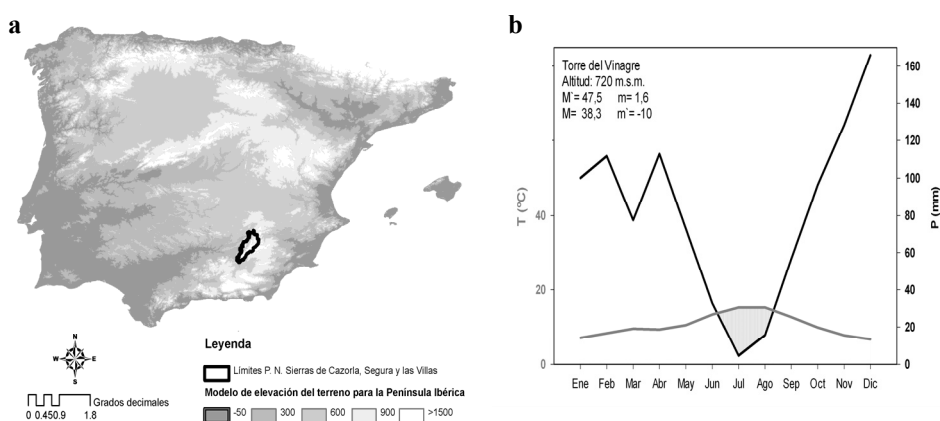 a
N
W E
S
Grados decimales
0 0.450.9 1.8
Leyenda
Límites P. N. Sierras de Cazorla, Segura y las Villas
Modelo de elevación del terreno para la Península Ibérica
-50 300 600 900 >1500
b
Torre del Vinagre
Altitud: 720 m.s.m.
M`= 47,5 m= 1,6
M= 38,3 m`= -10
T (ºC)
40
20
0
P (mm)
160
140
120
100
80
60
40
20
0
Ene Feb Mar Abr May Jun Jul Ago Sep Oct Nov Dic